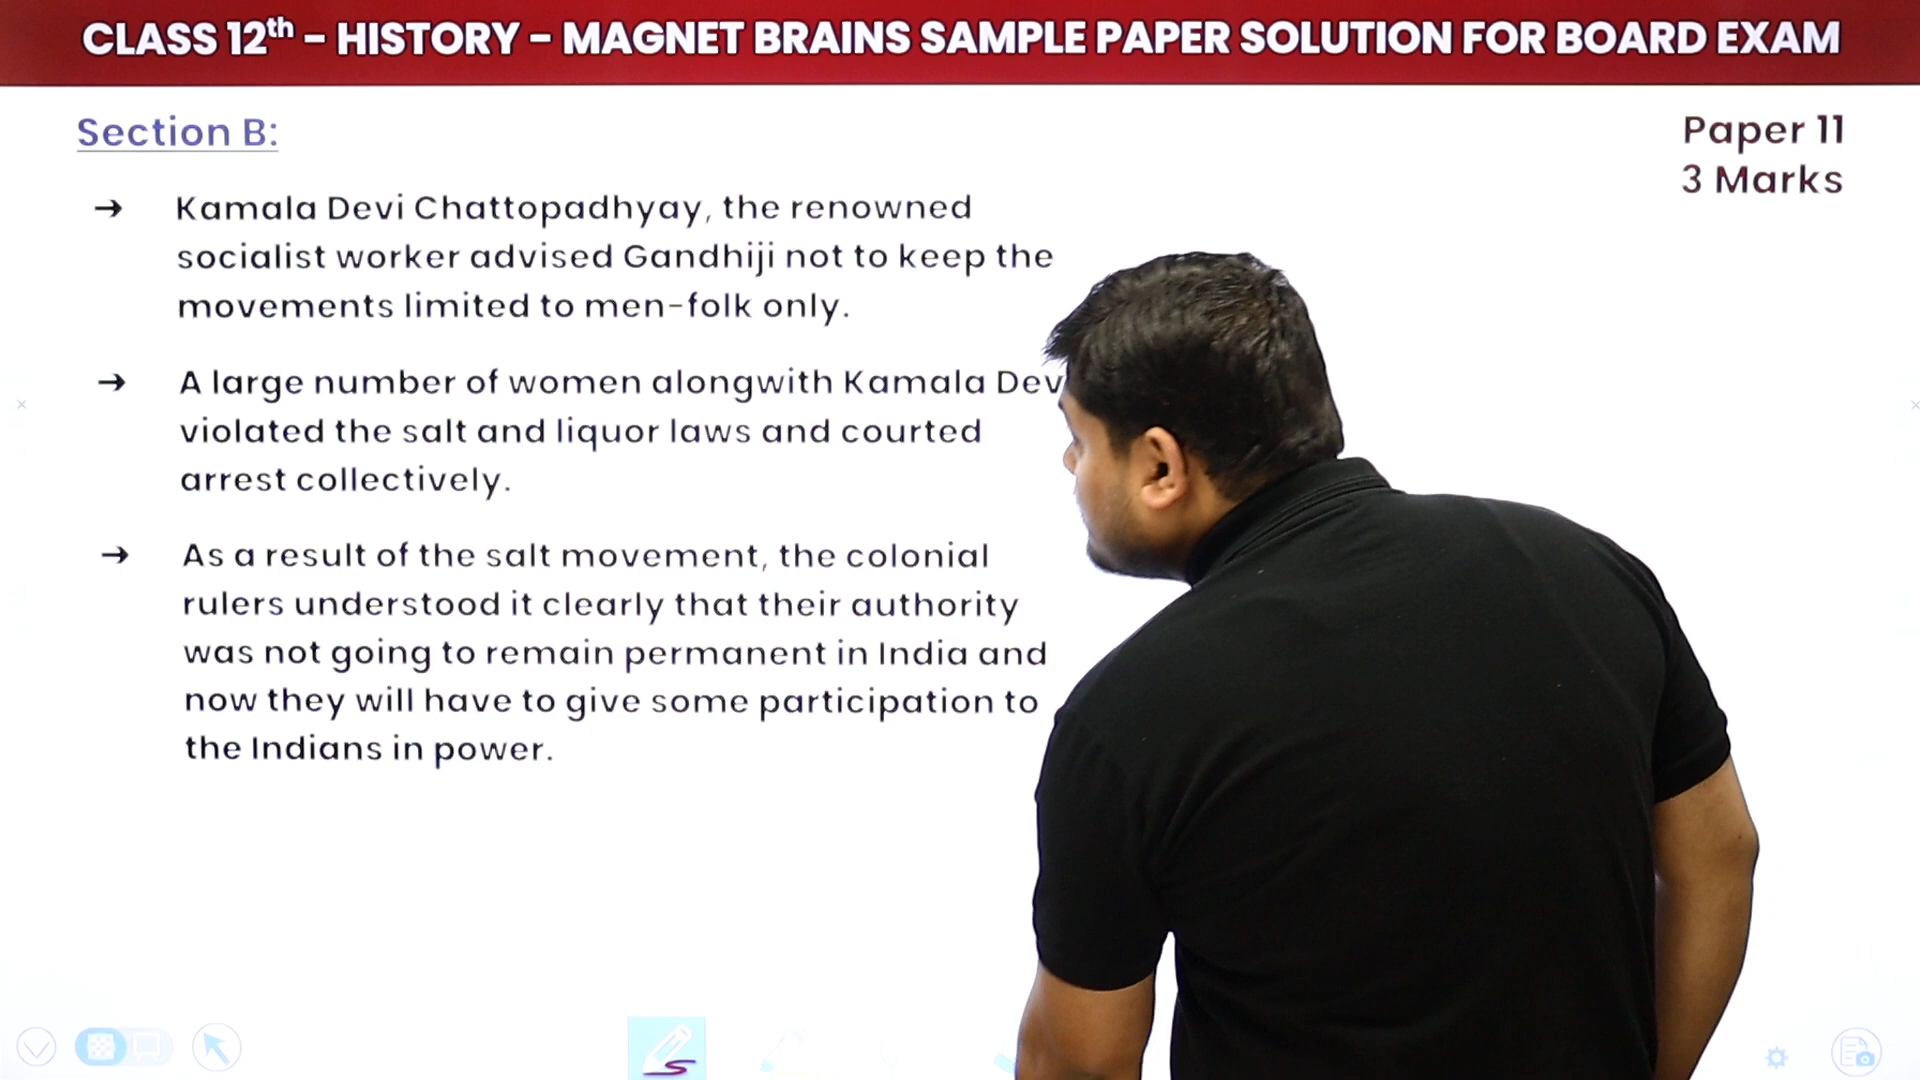 CLASS 12th - HISTORY - MAGNET BRAINS SAMPLE PAPER SOLUTION FOR BOARD EXAM
Section B:
Paper 11
3 Marks
→ Kamala Devi Chattopadhyay, the renowned
socialist worker advised Gandhiji not to keep the
movements limited to men-folk only.
→ A large number of women alongwith Kamala Dev
violated the salt and liquor laws and courted
arrest collectively.
→ As a result of the salt movement, the colonial
rulers understood it clearly that their authority
was not going to remain permanent in India and
now they will have to give some participation to
the Indians in power.